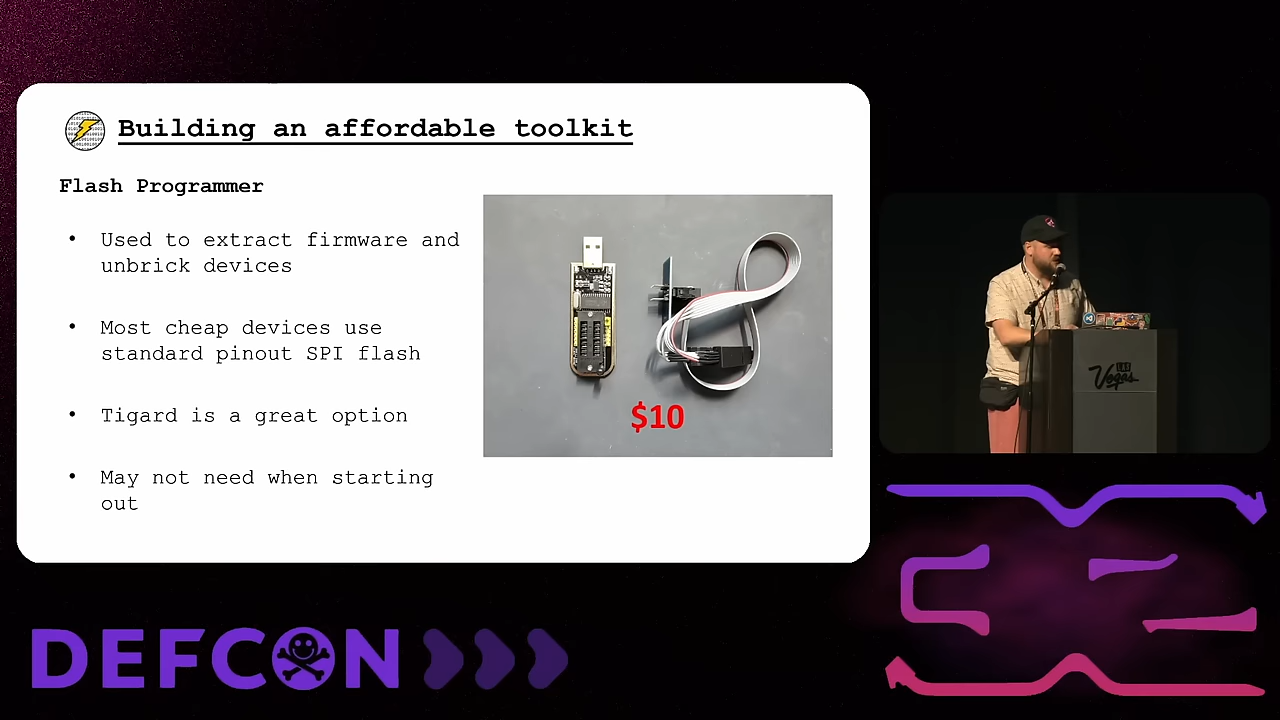 Building an affordable toolkit
Flash Programmer
• Used to extract firmware and
unbrick devices
• Most cheap devices use
standard pinout SPI flash
• Tigard is a great option
• May not need when starting
out
$10
Vegas
DEFCON